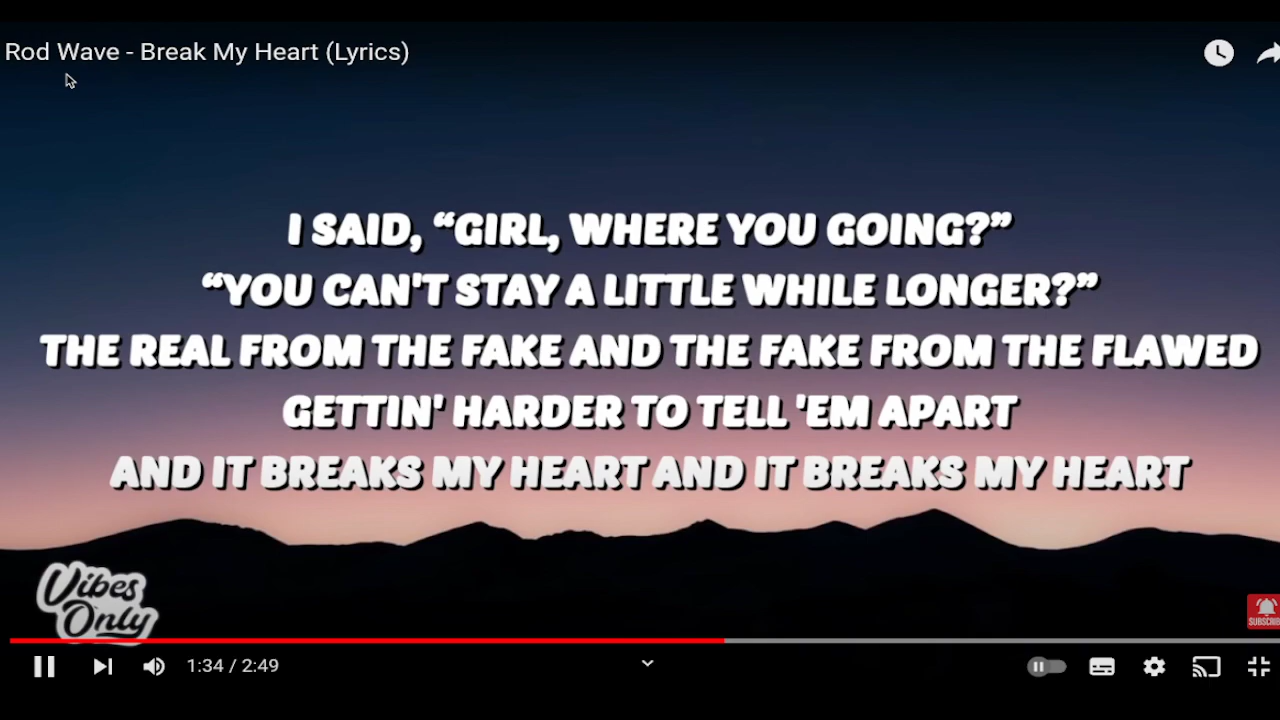 Rod Wave - Break My Heart (Lyrics)
I SAID, “GIRL, WHERE YOU GOING?”
“YOU CAN'T STAY A LITTLE WHILE LONGER?”
THE REAL FROM THE FAKE AND THE FAKE FROM THE FLAWED
GETTIN' HARDER TO TELL 'EM APART
AND IT BREAKS MY HEART AND IT BREAKS MY HEART
Vibes
Only
1:34 / 2:49